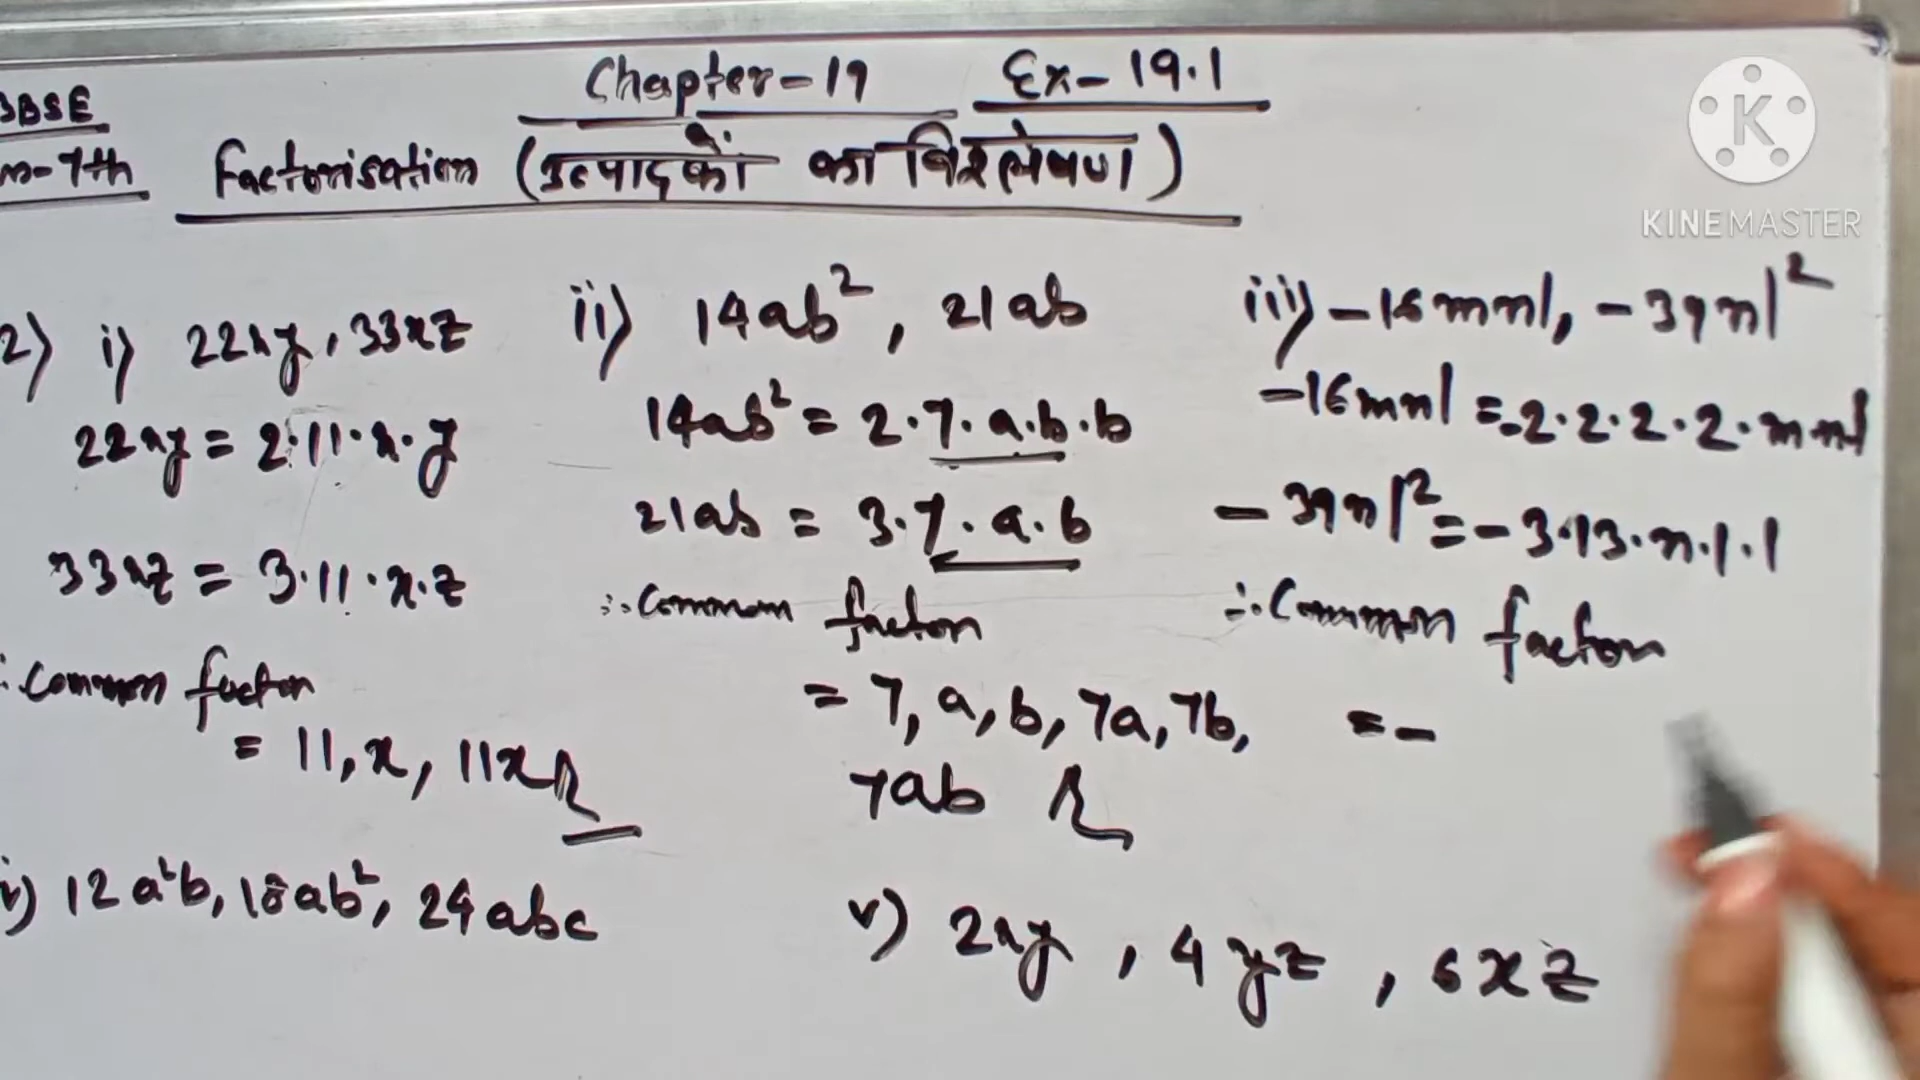 Chapter-19 Ex-19.1
BSE
7th Factorisation (उत्पादकों का विश्लेषण)
2) i) 22xy, 33xz
22xy = 2·11·x·y
33xz = 3·11·x·z
Common factor
= 11, x, 11x
ii) 14ab², 21ab
14ab² = 2·7·a·b·b
21ab = 3·7·a·b
∴ Common factor
= 7, a, b, 7a, 7b,
7ab
iii) -16mnl, -39nl²
-16mnl = -2·2·2·2·mnl
-39nl² = -3·13·n·l·l
∴ Common factor
= -
v) 12a²b, 18ab², 24abc
v) 2xy, 4yz, 6xz
K
KINEMASTER